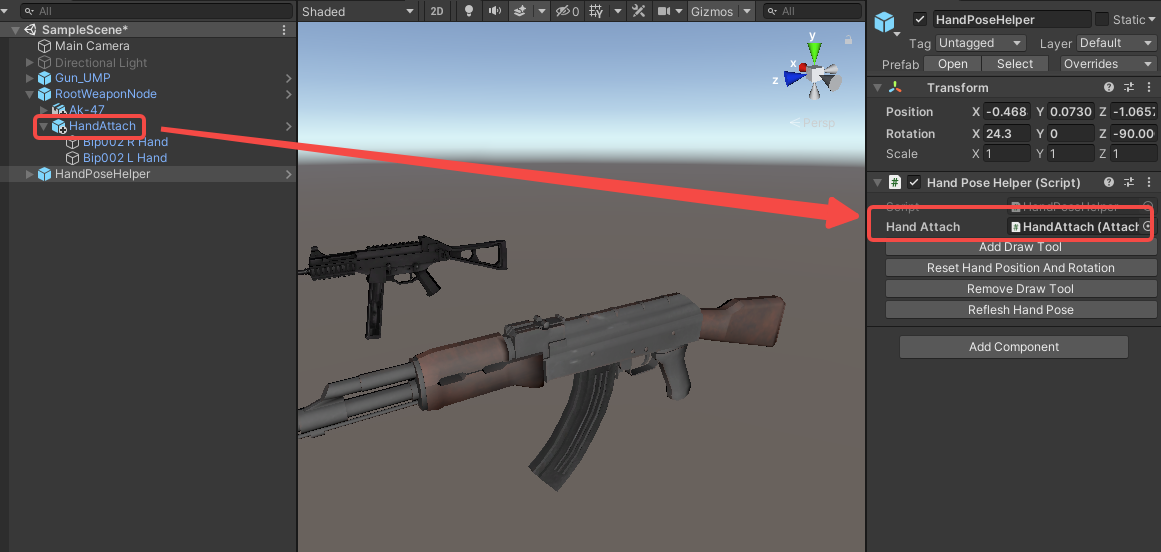 All
SampleScene*
Main Camera
Directional Light
Gun_UMP
RootWeaponNode
Ak-47
HandAttach
Bip002 R Hand
Bip002 L Hand
HandPoseHelper
Shaded
2D
0
Gizmos
All
y
x
z
Persp
HandPoseHelper
Static
Tag Untagged Layer Default
Prefab Open Select Overrides
Transform
Position X -0.468 Y 0.0730 Z -1.0657
Rotation X 24.3 Y 0 Z -90.00
Scale X 1 Y 1 Z 1
# Hand Pose Helper (Script)
Script HandPoseHelper
Hand Attach # HandAttach (Attach
Add Draw Tool
Reset Hand Position And Rotation
Remove Draw Tool
Reflesh Hand Pose
Add Component